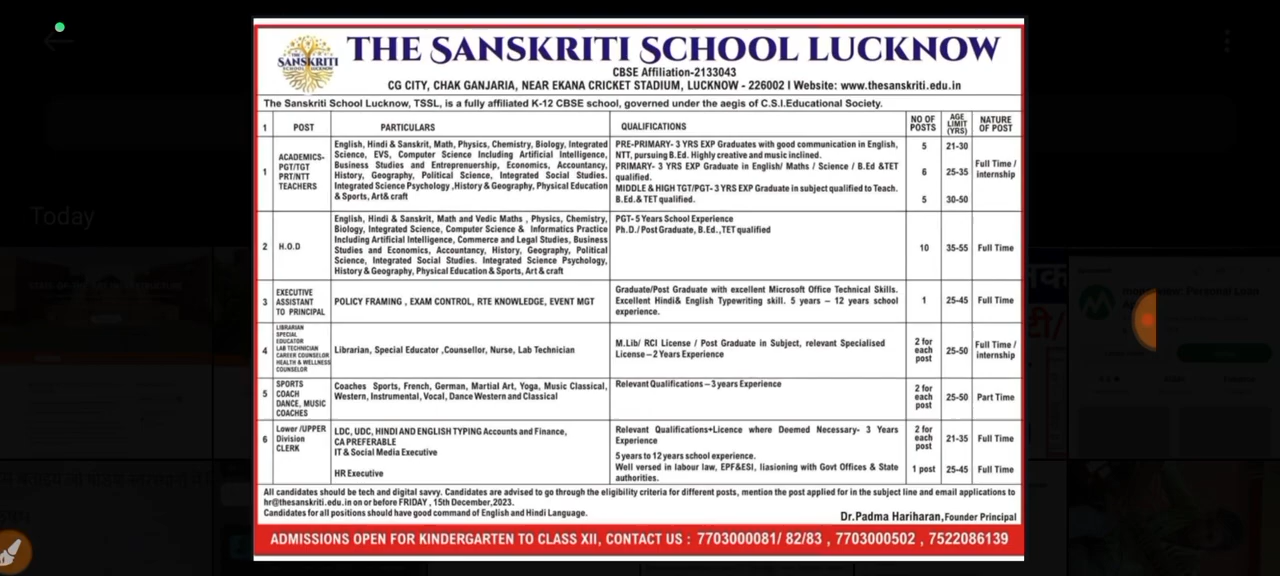 THE SANSKRITI SCHOOL LUCKNOW
SANSKRITI
CBSE Affiliation-2133043
CG CITY, CHAK GANJARIA, NEAR EKANA CRICKET STADIUM, LUCKNOW - 226002 I Website: www.thesanskriti.edu.in
The Sanskriti School Lucknow, TSSL, is a fully affiliated K-12 CBSE school, governed under the aegis of C.S.I.Educational Society.
1 POST PARTICULARS QUALIFICATIONS NO OF POSTS AGE LIMIT (YRS) NATURE OF POST
1
ACADEMICS-
PGT/TGT
PRT/NTT
TEACHERS
English, Hindi & Sanskrit, Math, Physics, Chemistry, Biology, Integrated
Science, EVS, Computer Science Including Artificial Intelligence,
Business Studies and Entreprenuership, Economics, Accountancy,
History, Geography, Political Science, Integrated Social Studies.
Integrated Science Psychology ,History & Geography, Physical Education
& Sports, Art& craft
PRE-PRIMARY- 3 YRS EXP Graduates with good communication in English,
NTT, pursuing B.Ed. Highly creative and music inclined.
PRIMARY- 3 YRS EXP Graduate in English/ Maths / Science / B.Ed &TET
qualified.
MIDDLE & HIGH TGT/PGT- 3 YRS EXP Graduate in subject qualified to Teach.
B.Ed.& TET qualified.
5 21-30
6 25-35
5 30-50
Full Time /
internship
2
H.O.D
English, Hindi & Sanskrit, Math and Vedic Maths , Physics, Chemistry,
Biology, Integrated Science, Computer Science & Informatics Practice
Including Artificial Intelligence, Commerce and Legal Studies, Business
Studies and Economics, Accountancy, History, Geography, Political
Science, Integrated Social Studies. Integrated Science Psychology,
History & Geography, Physical Education & Sports, Art & craft
PGT- 5 Years School Experience
Ph.D./ Post Graduate, B.Ed.,TET qualified
10 35-55 Full Time
3
EXECUTIVE
ASSISTANT
TO PRINCIPAL
POLICY FRAMING , EXAM CONTROL, RTE KNOWLEDGE, EVENT MGT
Graduate/Post Graduate with excellent Microsoft Office Technical Skills.
Excellent Hindi& English Typewriting skill. 5 years – 12 years school
experience.
1 25-45 Full Time
4
LIBRARIAN
SPECIAL
EDUCATOR
LAB TECHNICIAN
CAREER COUNSELOR
HEALTH & WELLNESS
COUNSELOR
Librarian, Special Educator ,Counsellor, Nurse, Lab Technician
M.Lib/ RCI License / Post Graduate in Subject, relevant Specialised
License – 2 Years Experience
2 for
each
post
25-50
Full Time /
internship
5
SPORTS
COACH
DANCE, MUSIC
COACHES
Coaches Sports, French, German, Martial Art, Yoga, Music Classical,
Western, Instrumental, Vocal, Dance Western and Classical
Relevant Qualifications – 3 years Experience
2 for
each
post
25-50 Part Time
6
Lower /UPPER
Division
CLERK
LDC, UDC, HINDI AND ENGLISH TYPING Accounts and Finance,
CA PREFERABLE
IT & Social Media Executive
HR Executive
Relevant Qualifications+Licence where Deemed Necessary- 3 Years
Experience
5 years to 12 years school experience.
Well versed in labour law, EPF&ESI, liasioning with Govt Offices & State
authorities.
2 for
each
post
21-35 Full Time
1 post 25-45 Full Time
All candidates should be tech and digital savvy. Candidates are advised to go through the eligibility criteria for different posts, mention the post applied for in the subject line and email applications to
hr@thesanskriti.edu.in on or before FRIDAY , 15th December,2023.
Candidates for all positions should have good command of English and Hindi Language.
Dr.Padma Hariharan,Founder Principal
ADMISSIONS OPEN FOR KINDERGARTEN TO CLASS XII, CONTACT US : 7703000081/ 82/83 , 7703000502 , 7522086139
Today